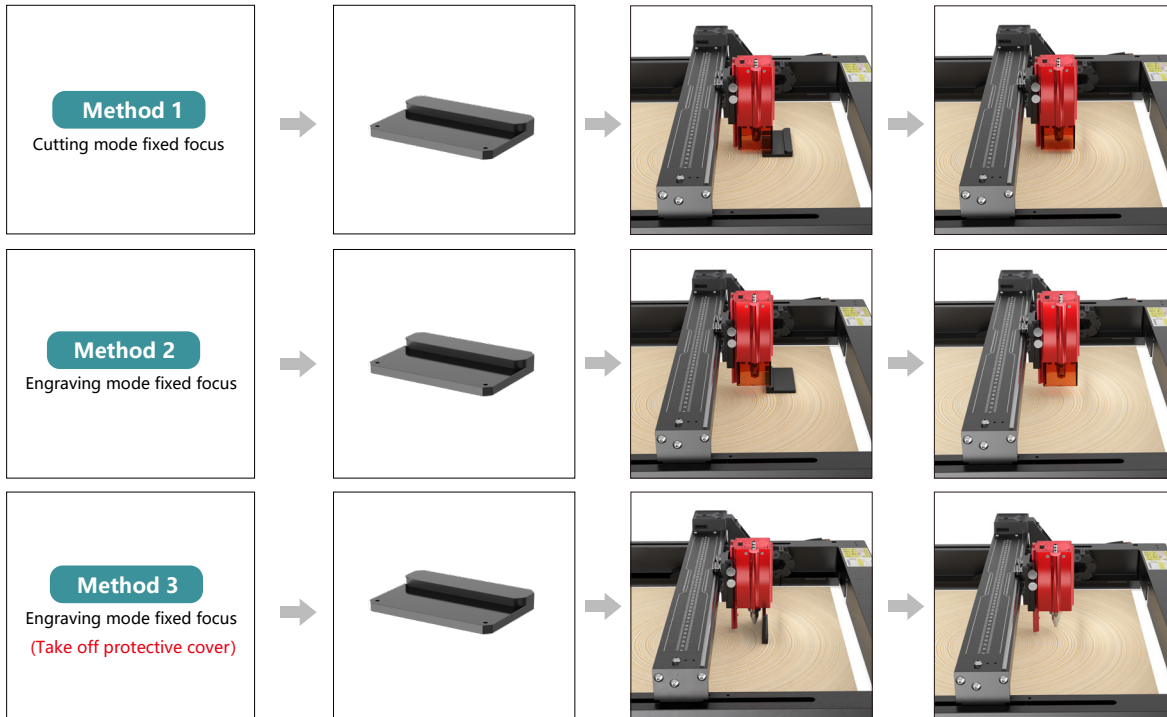 Method 1
Cutting mode fixed focus
Method 2
Engraving mode fixed focus
Method 3
Engraving mode fixed focus
(Take off protective cover)